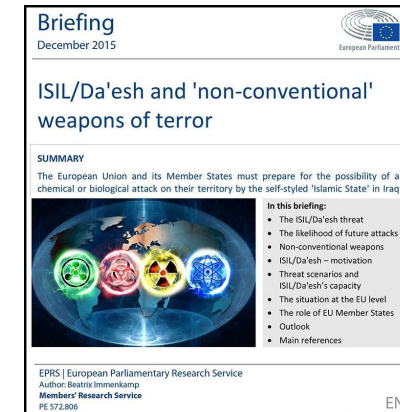 Briefing
December 2015
European Parliament
ISIL/Da'esh and 'non-conventional'
weapons of terror
SUMMARY
The European Union and its Member States must prepare for the possibility of a
chemical or biological attack on their territory by the self-styled 'Islamic State' in Iraq
In this briefing:
• The ISIL/Da'esh threat
• The likelihood of future attacks
• Non-conventional weapons
• ISIL/Da'esh – motivation
• Threat scenarios and
ISIL/Da'esh's capacity
• The situation at the EU level
• The role of EU Member States
• Outlook
• Main references
EPRS | European Parliamentary Research Service
Author: Beatrix Immenkamp
Members' Research Service
PE 572.806
EN